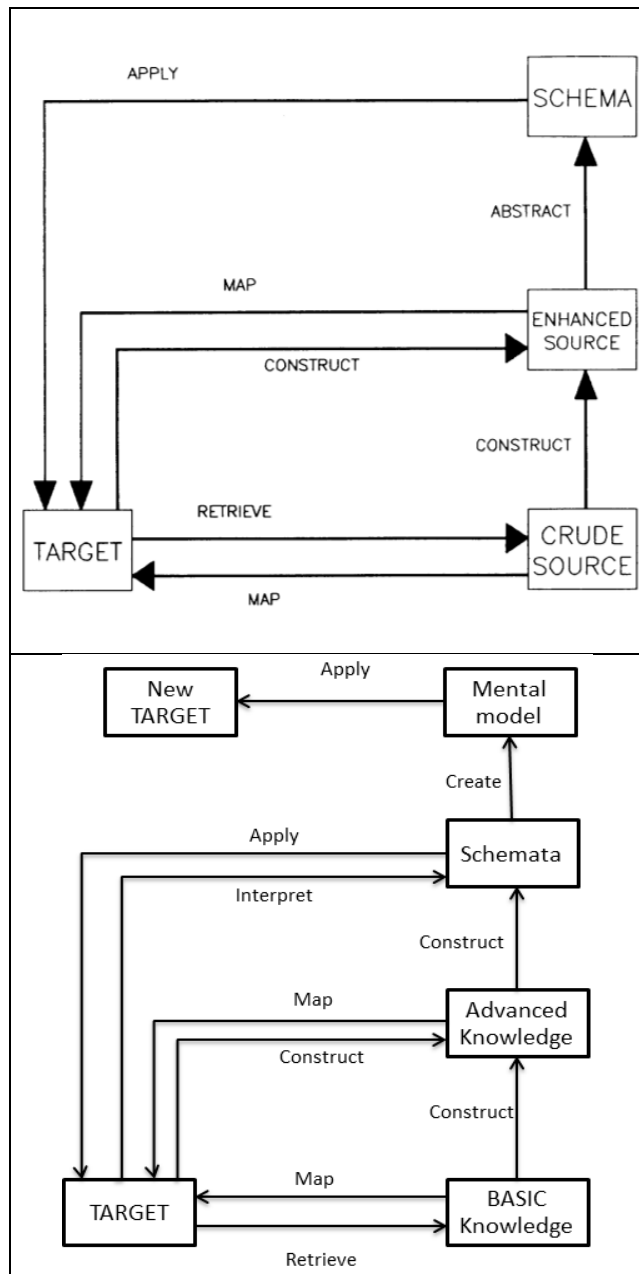 APPLY
SCHEMA
ABSTRACT
MAP
ENHANCED
SOURCE
CONSTRUCT
CONSTRUCT
RETRIEVE
TARGET
CRUDE
SOURCE
MAP
Apply
New
TARGET
Mental
model
Create
Apply
Schemata
Interpret
Construct
Map
Advanced
Knowledge
Construct
Construct
Map
TARGET
BASIC
Knowledge
Retrieve